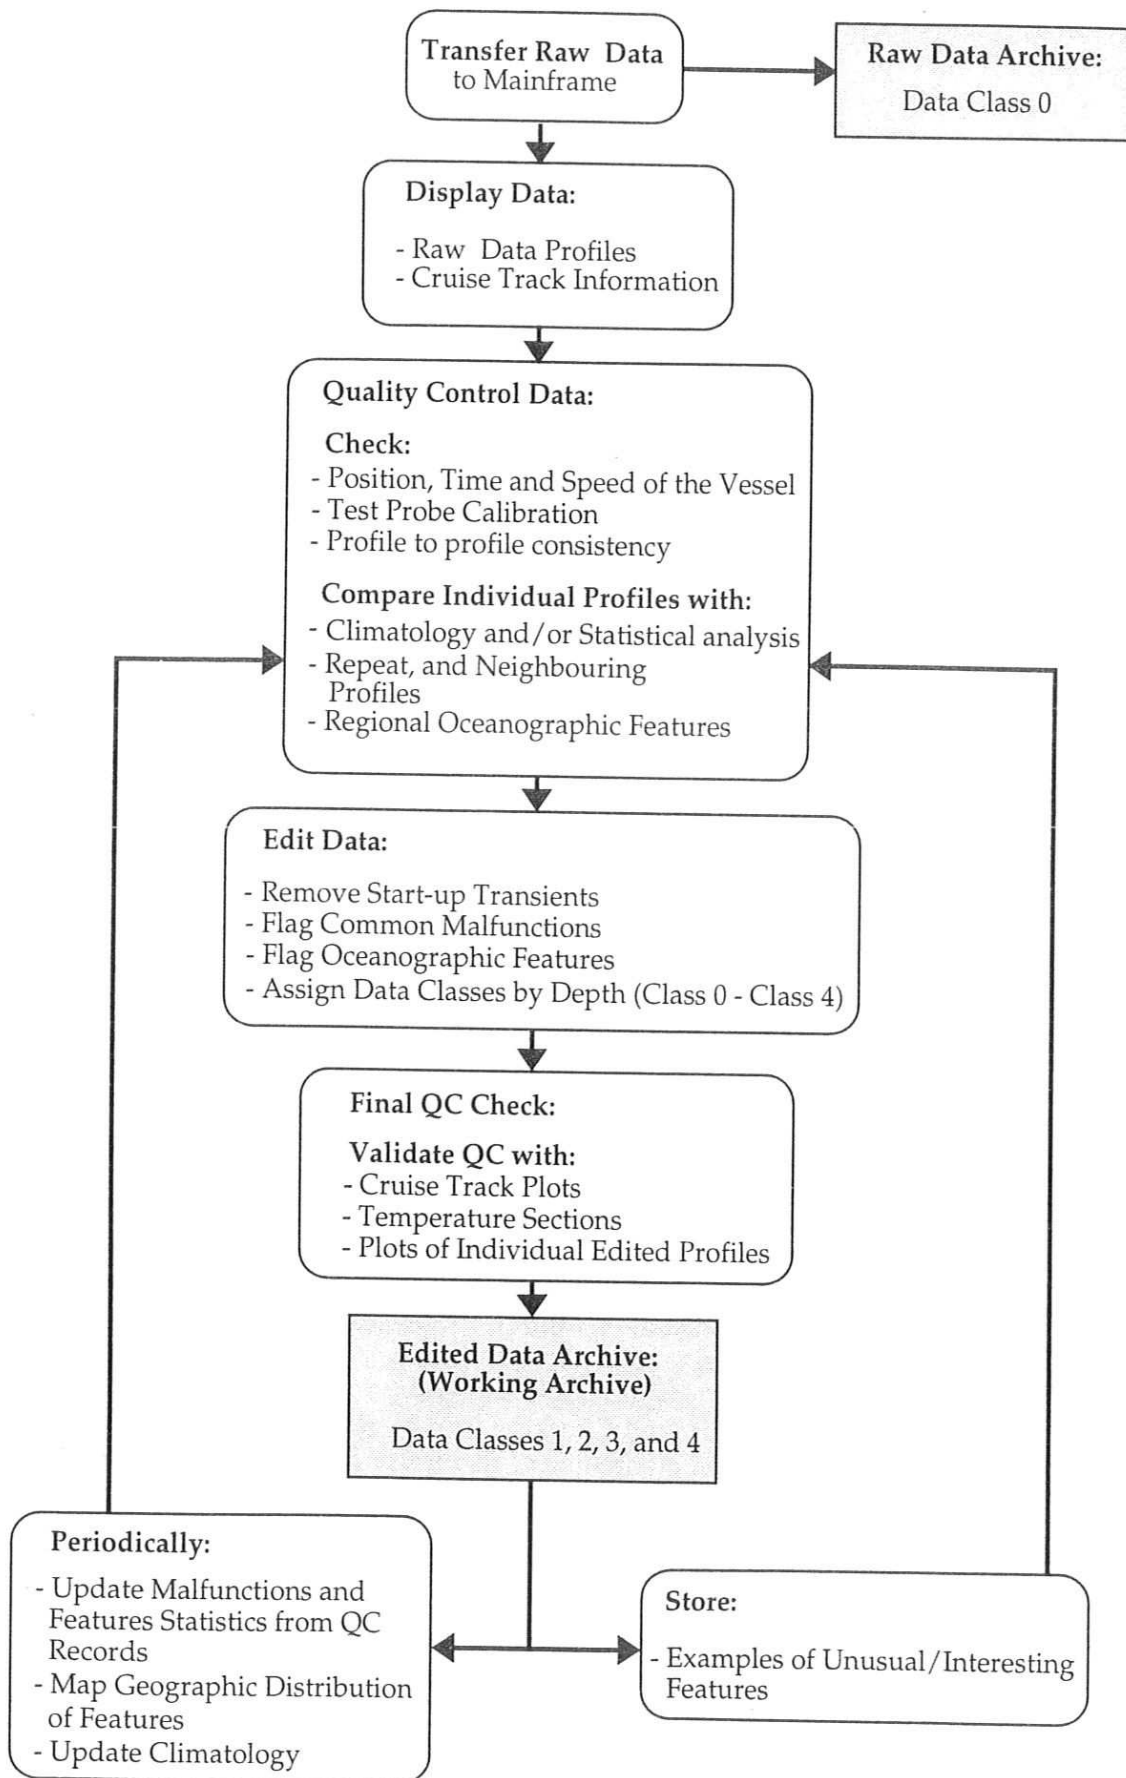 Transfer Raw Data
to Mainframe
Raw Data Archive:
Data Class 0
Display Data:
- Raw Data Profiles
- Cruise Track Information
Quality Control Data:
Check:
- Position, Time and Speed of the Vessel
- Test Probe Calibration
- Profile to profile consistency
Compare Individual Profiles with:
- Climatology and/or Statistical analysis
- Repeat, and Neighbouring
Profiles
- Regional Oceanographic Features
Edit Data:
- Remove Start-up Transients
- Flag Common Malfunctions
- Flag Oceanographic Features
- Assign Data Classes by Depth (Class 0 - Class 4)
Final QC Check:
Validate QC with:
- Cruise Track Plots
- Temperature Sections
- Plots of Individual Edited Profiles
Edited Data Archive:
(Working Archive)
Data Classes 1, 2, 3, and 4
Periodically:
- Update Malfunctions and
Features Statistics from QC
Records
- Map Geographic Distribution
of Features
- Update Climatology
Store:
- Examples of Unusual/Interesting
Features